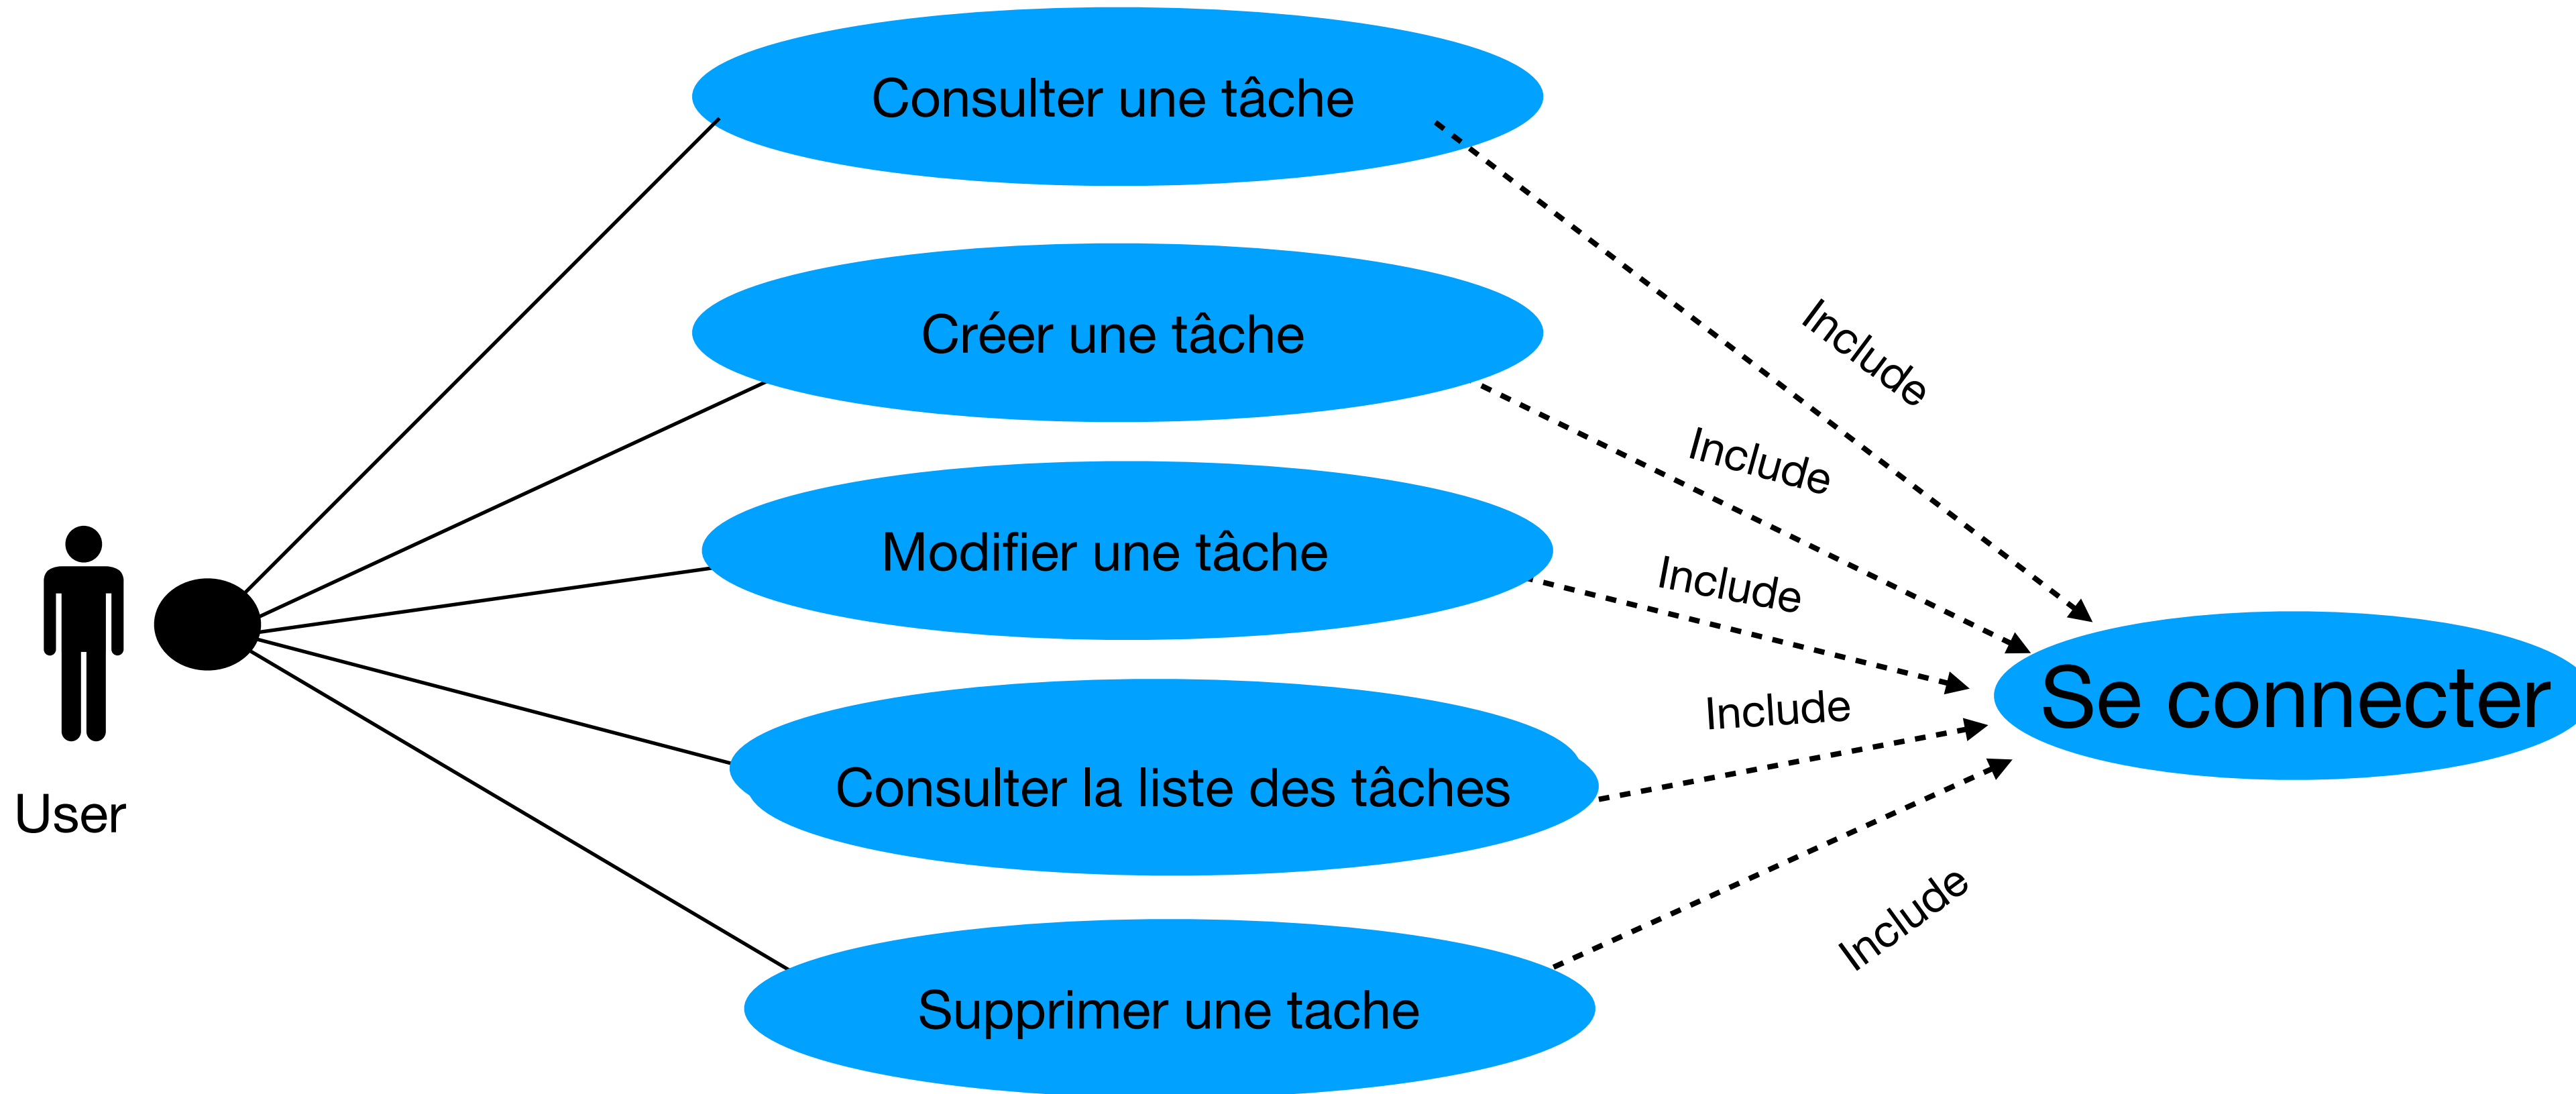 Consulter une tâche
Créer une tâche
Include
Include
Modifier une tâche
Include
Se connecter
Include
Consulter la liste des tâches
User
Include
Supprimer une tache